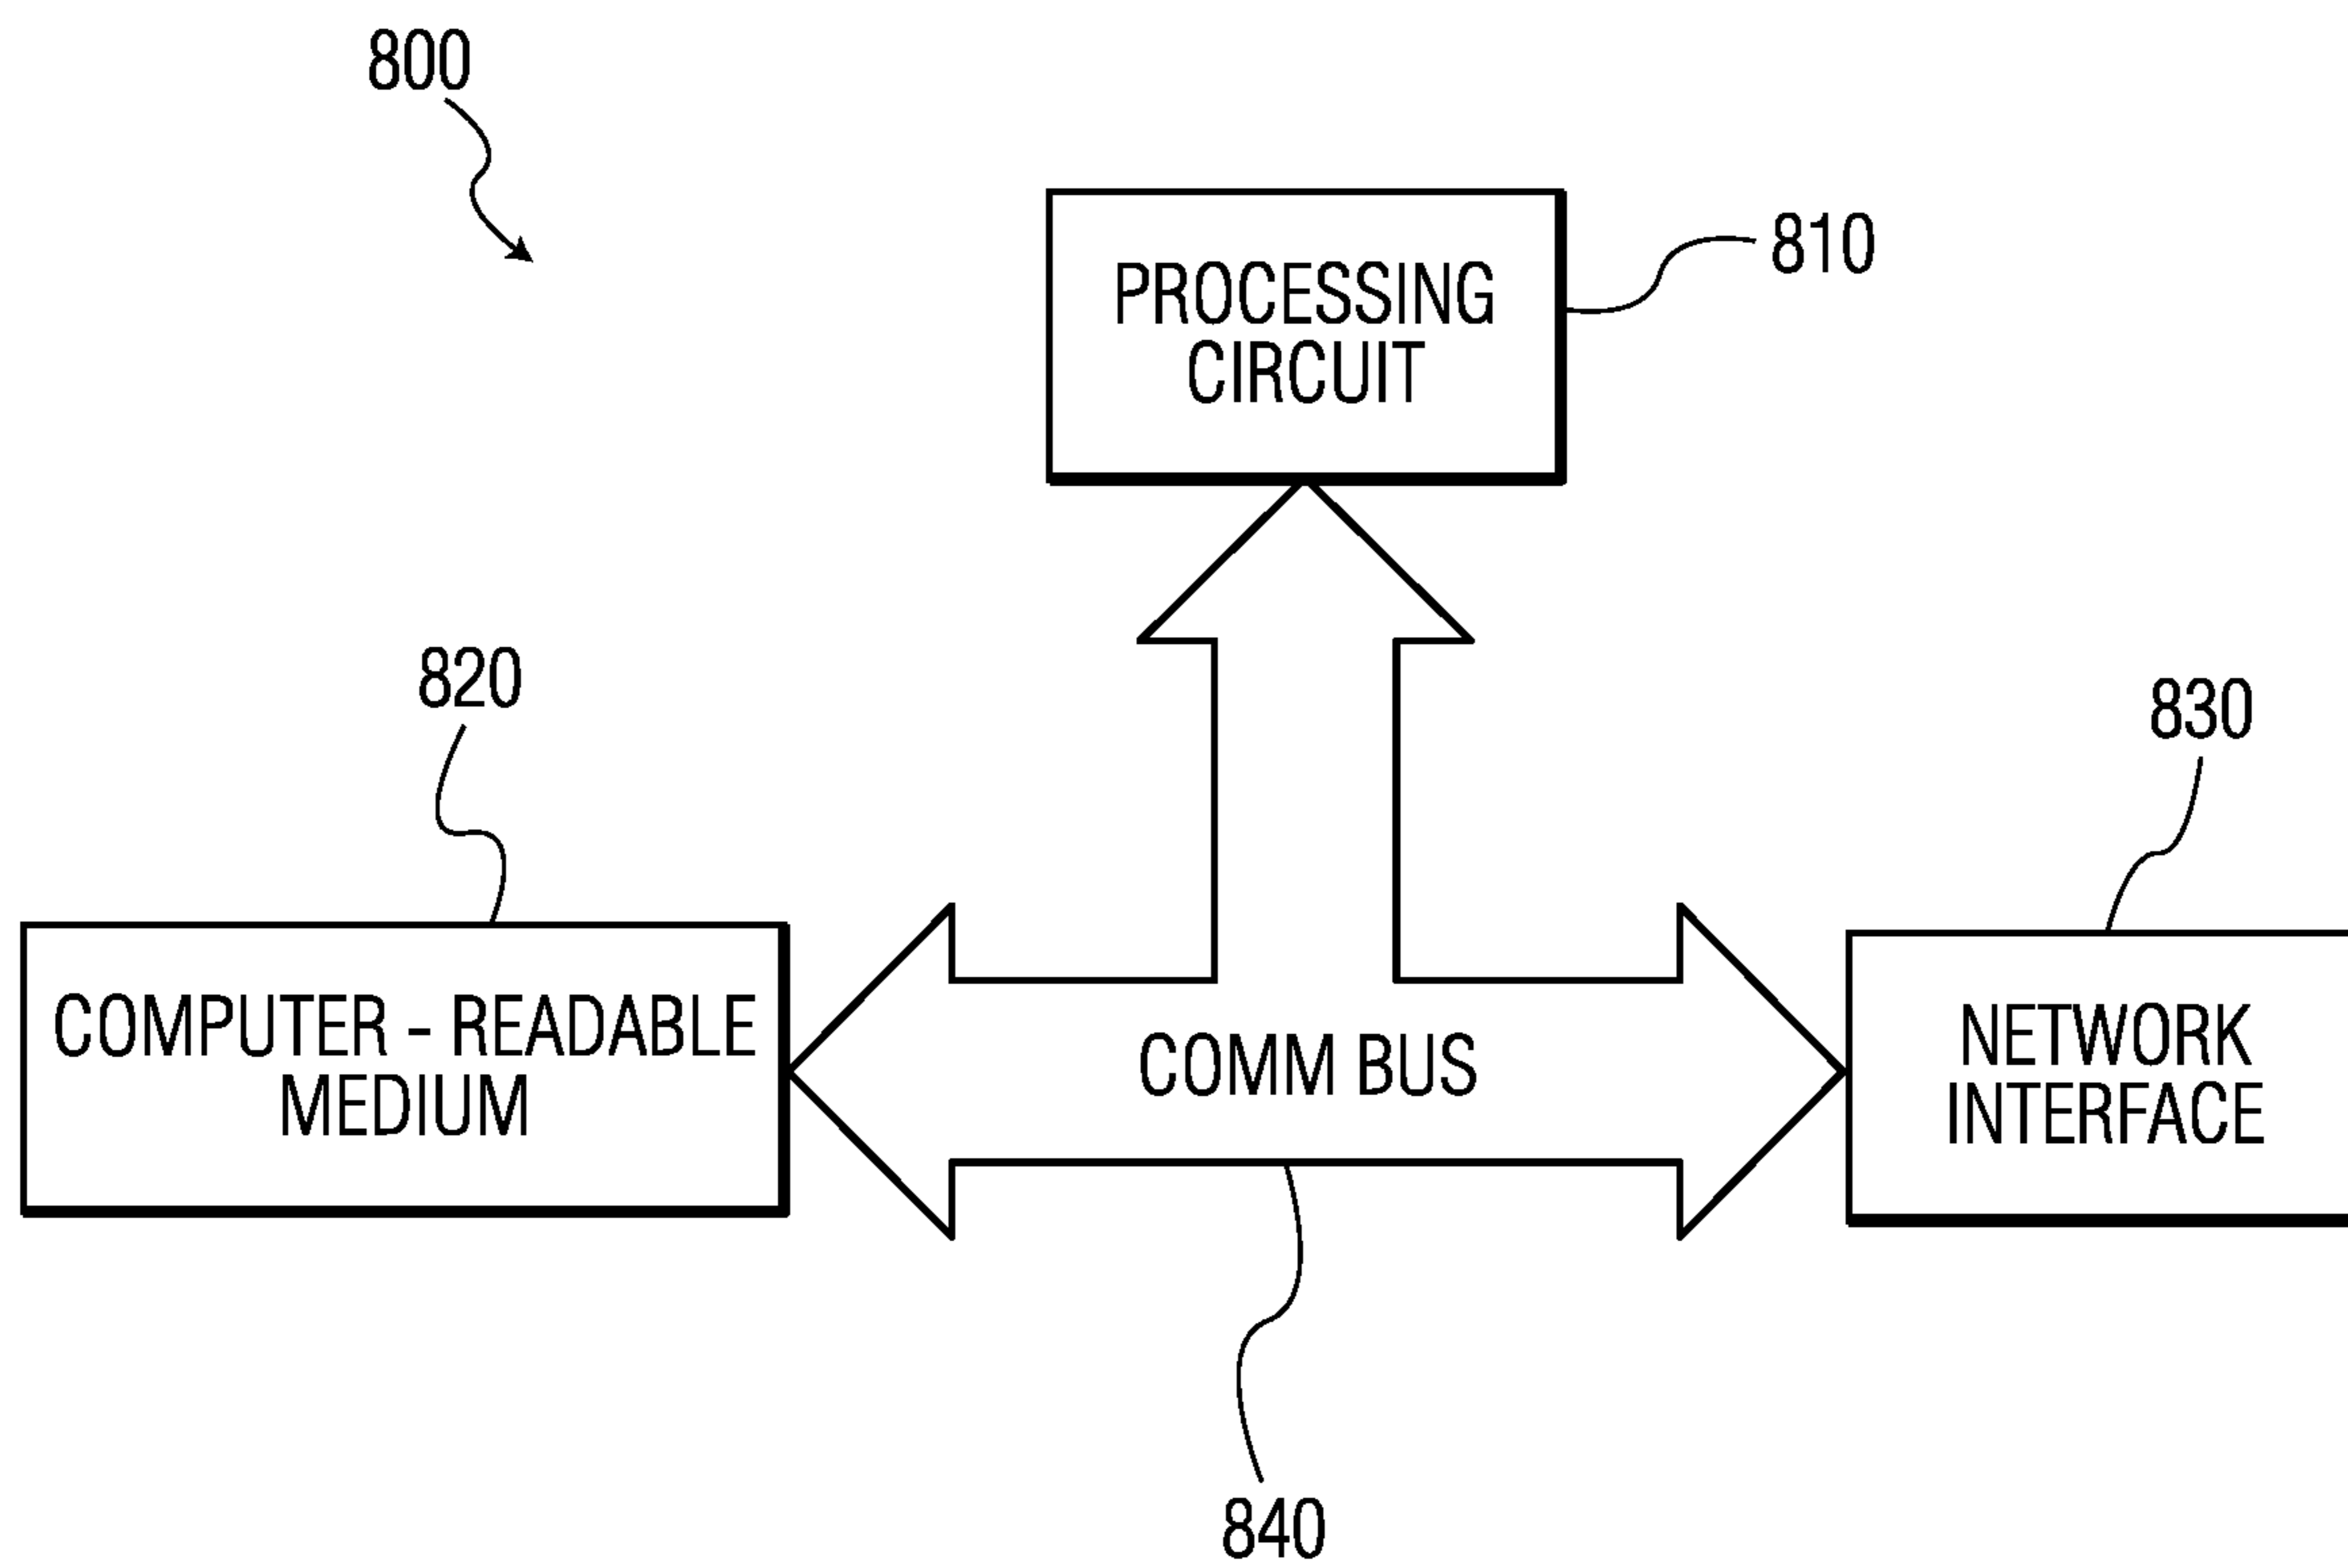 800
PROCESSING
CIRCUIT
810
820
830
COMPUTER - READABLE
MEDIUM
COMM BUS
NETWORK
INTERFACE
840